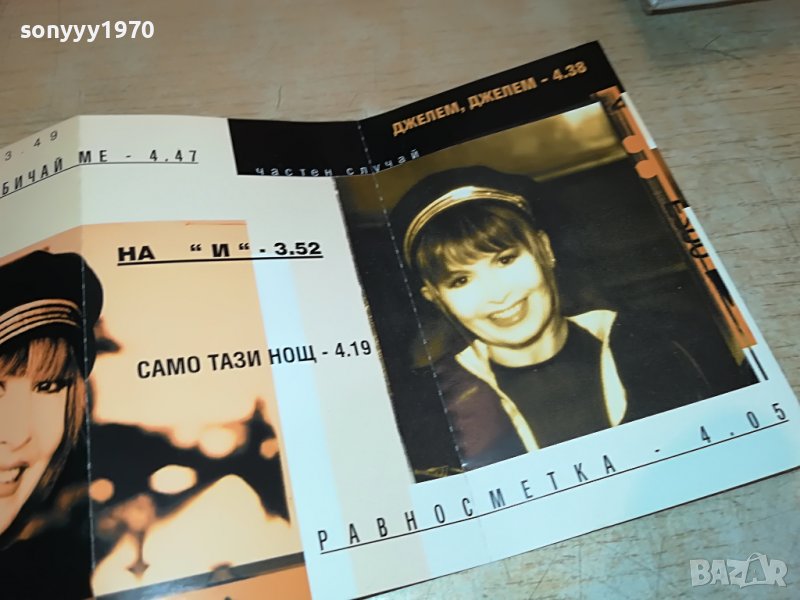 sonyyy1970
3.49
БИЧАЙ МЕ - 4.47
ДЖЕЛЕМ, ДЖЕЛЕМ - 4.38
частен случай
НА “ И “ - 3.52
САМО ТАЗИ НОЩ - 4.19
РАВНОСМЕТКА - 4.05
BAZAR